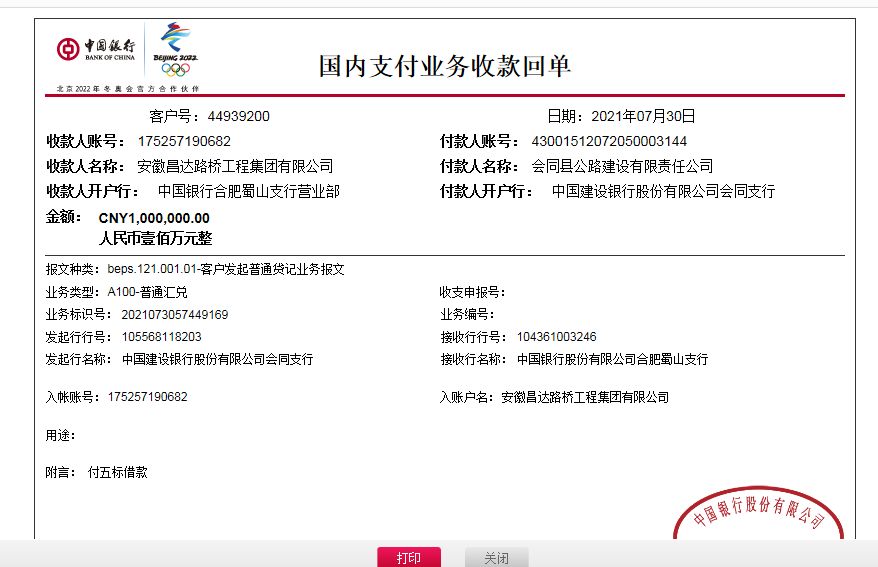 中国银行
BANK OF CHINA
BEIJING 2022
北京2022年冬奥会官方合作伙伴
国内支付业务收款回单
客户号：44939200 日期：2021年07月30日
收款人账号：175257190682 付款人账号：43001512072050003144
收款人名称：安徽昌达路桥工程集团有限公司 付款人名称：会同县公路建设有限责任公司
收款人开户行：中国银行合肥蜀山支行营业部 付款人开户行：中国建设银行股份有限公司会同支行
金额：CNY1,000,000.00
人民币壹佰万元整
报文种类：beps.121.001.01-客户发起普通贷记业务报文
业务类型：A100-普通汇兑 收支申报号：
业务标识号：2021073057449169 业务编号：
发起行行号：105568118203 接收行行号：104361003246
发起行名称：中国建设银行股份有限公司会同支行 接收行名称：中国银行股份有限公司合肥蜀山支行
入帐账号：175257190682 入账户名：安徽昌达路桥工程集团有限公司
用途：
附言：付五标借款
中国银行股份有限公司
打印 关闭